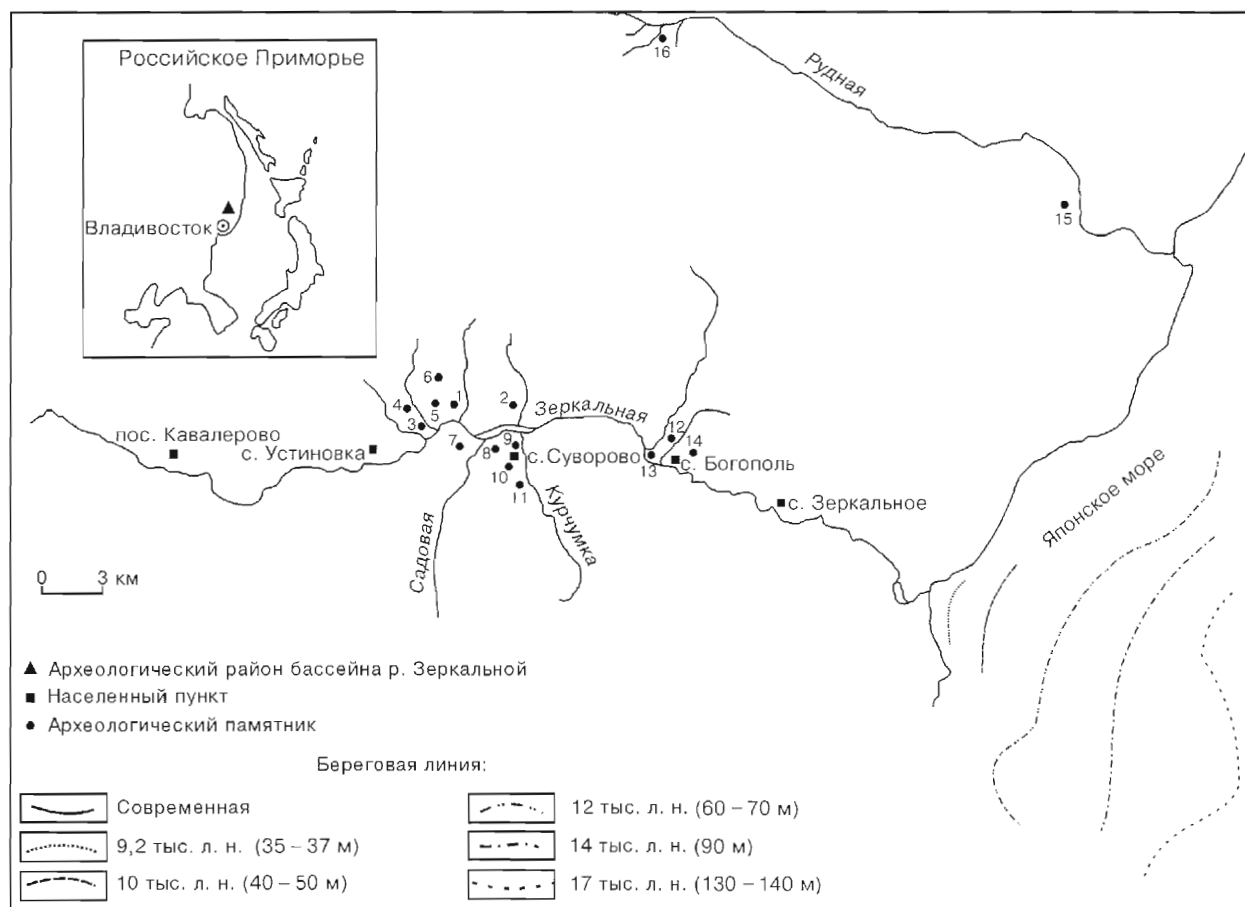 Российское Приморье
Владивосток
16
Рудная
15
6
4
5
1
2
3
Зеркальная
пос. Кавалерово
с. Устиновка
7
8
9
с. Суворово
10
11
12
14
13
с. Богополь
с. Зеркальное
Садовая
Курчумка
Японское море
0 3 км
Археологический район бассейна р. Зеркальной
Населенный пункт
Археологический памятник
Береговая линия:
Современная
9,2 тыс. л. н. (35 – 37 м)
10 тыс. л. н. (40 – 50 м)
12 тыс. л. н. (60 – 70 м)
14 тыс. л. н. (90 м)
17 тыс. л. н. (130 – 140 м)